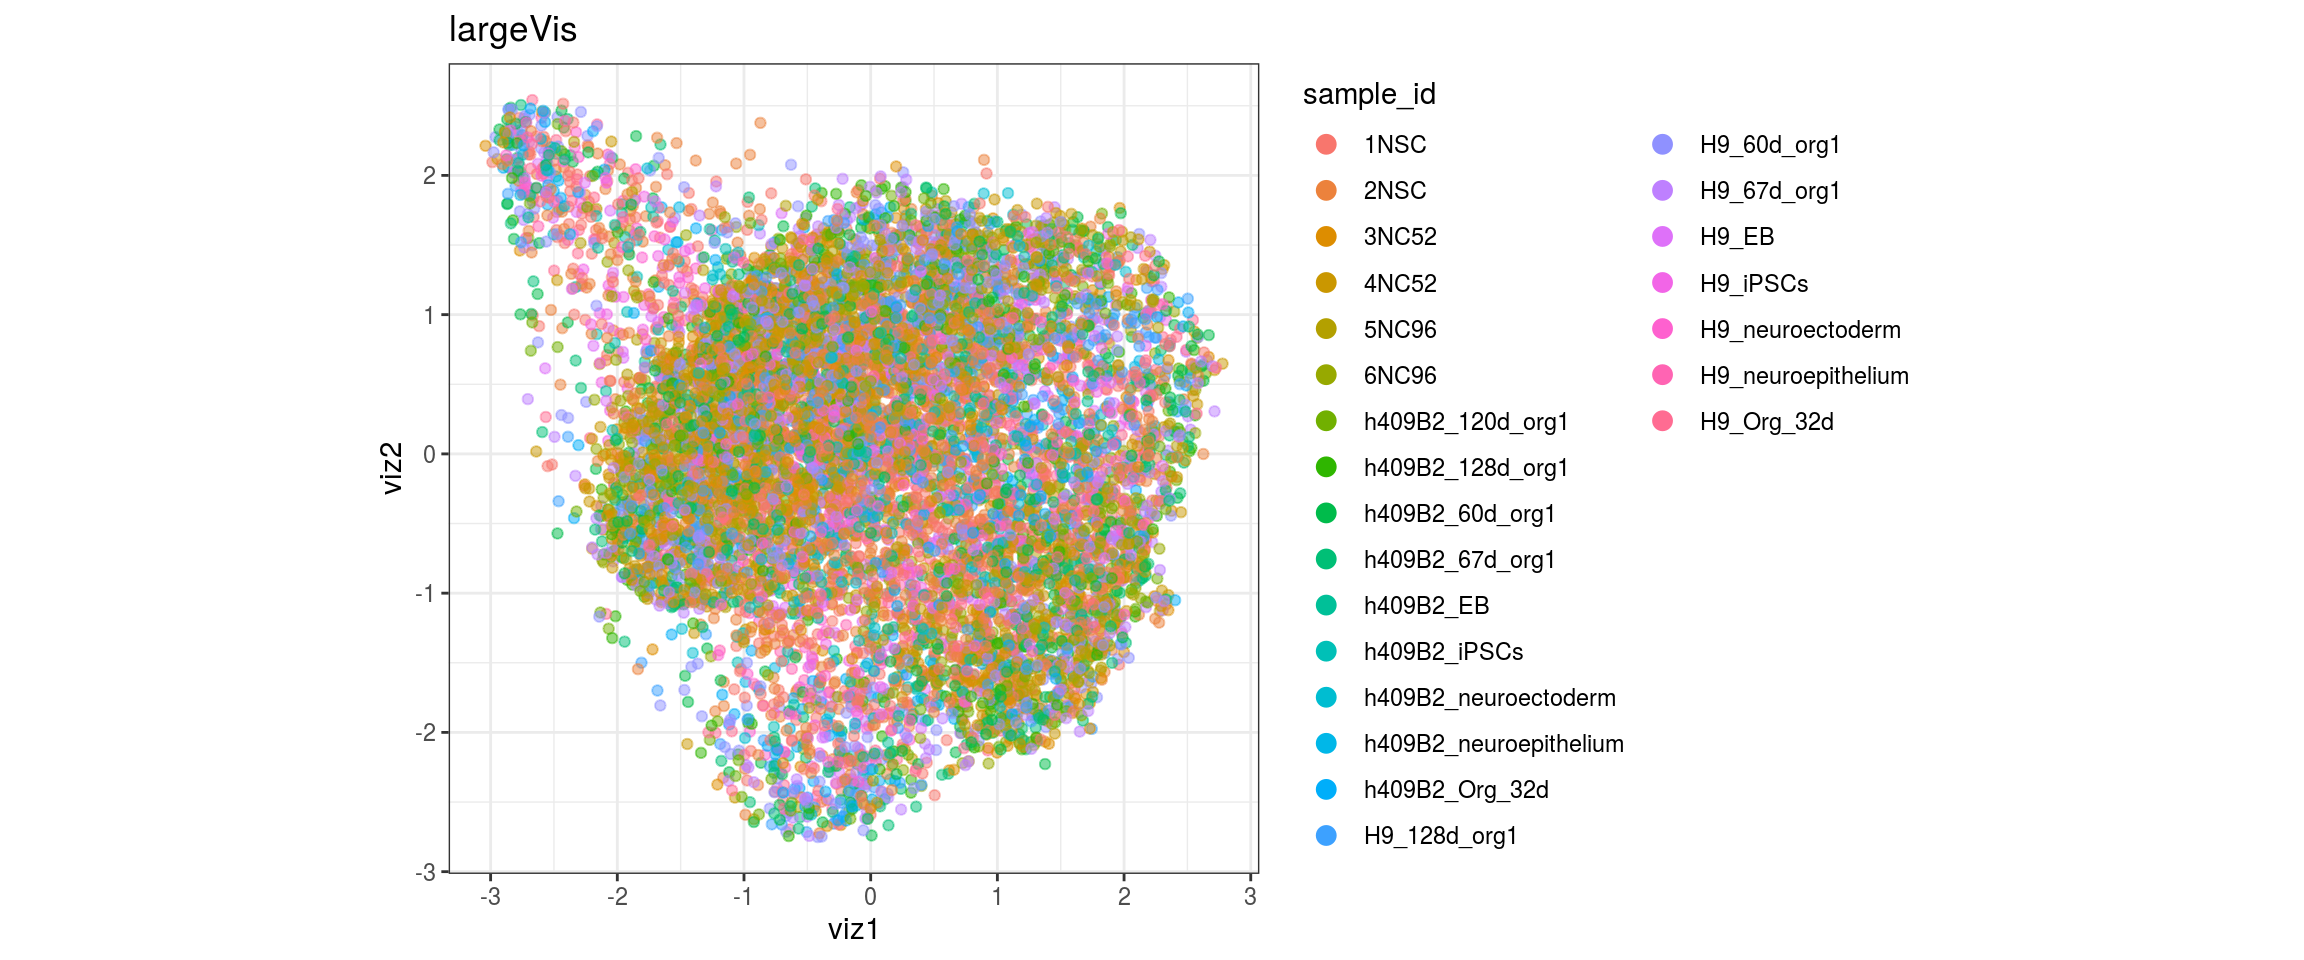 largeVis
sample_id
1NSC
2NSC
3NC52
4NC52
5NC96
6NC96
h409B2_120d_org1
h409B2_128d_org1
h409B2_60d_org1
h409B2_67d_org1
h409B2_EB
h409B2_iPSCs
h409B2_neuroectoderm
h409B2_neuroepithelium
h409B2_Org_32d
H9_128d_org1
H9_60d_org1
H9_67d_org1
H9_EB
H9_iPSCs
H9_neuroectoderm
H9_neuroepithelium
H9_Org_32d
viz2
2
1
0
-1
-2
-3
-3 -2 -1 0 1 2 3
viz1